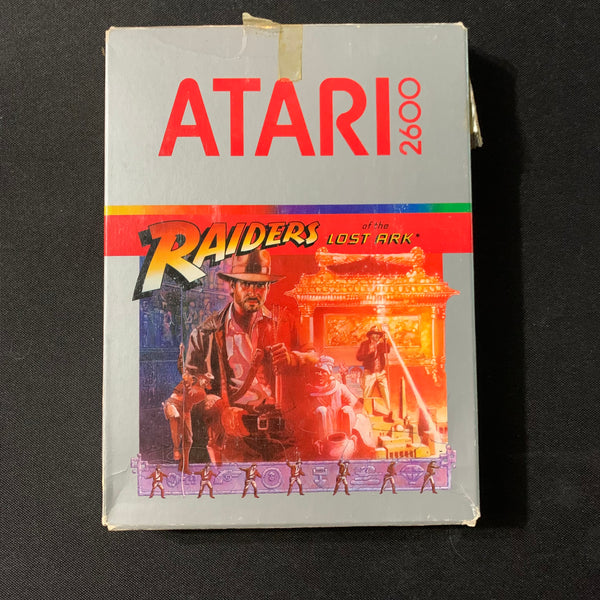 ATARI 2600
RAIDERS of the LOST ARK*